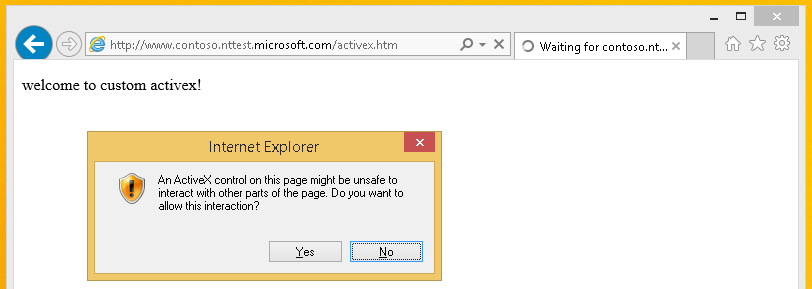 http://www.contoso.nttest.microsoft.com/activex.htm
Waiting for contoso.nt...
welcome to custom activex!
Internet Explorer
An ActiveX control on this page might be unsafe to
interact with other parts of the page. Do you want to
allow this interaction?
Yes
No